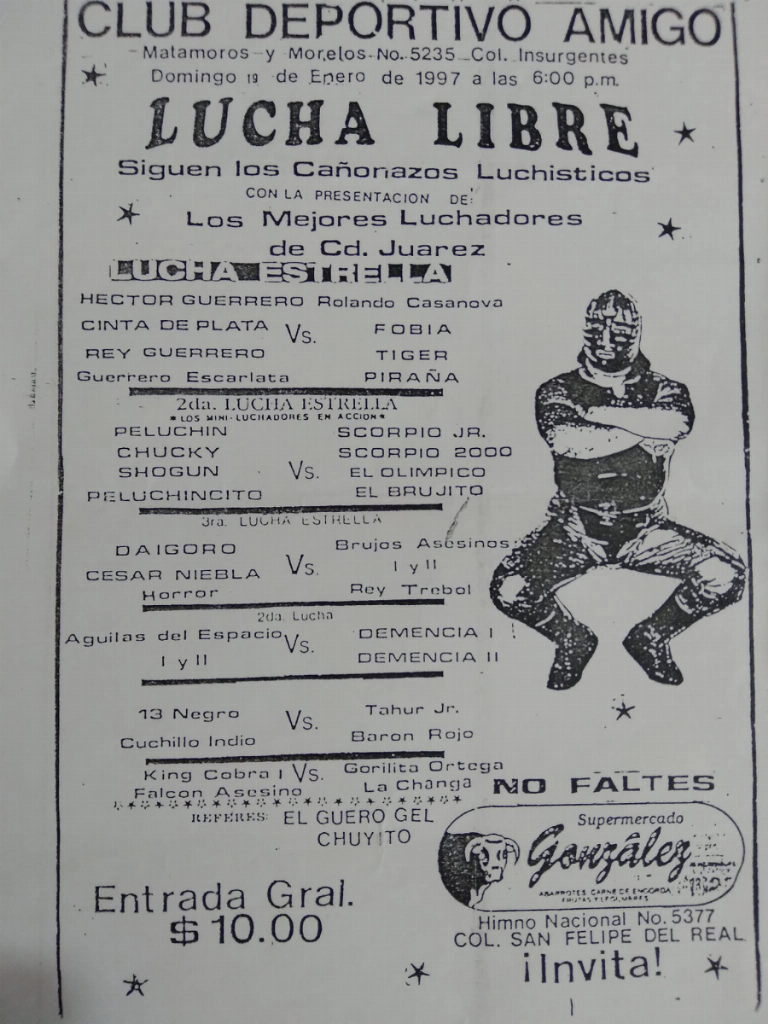 CLUB DEPORTIVO AMIGO
Matamoros y Morelos No. 5235 Col. Insurgentes
Domingo 19 de Enero de 1997 a las 6:00 p.m.
LUCHA LIBRE
Siguen los Cañonazos Luchisticos
CON LA PRESENTACION DE:
Los Mejores Luchadores
de Cd. Juarez
LUCHA ESTRELLA
HECTOR GUERRERO Rolando Casanova
CINTA DE PLATA Vs. FOBIA
REY GUERRERO TIGER
Guerrero Escarlata PIRAÑA
2da. LUCHA ESTRELLA
*LOS MINI-LUCHADORES EN ACCION*
PELUCHIN SCORPIO JR.
CHUCKY SCORPIO 2000
SHOGUN Vs. EL OLIMPICO
PELUCHINCITO EL BRUJITO
3ra. LUCHA ESTRELLA
DAIGORO Brujos Asesinos
CESAR NIEBLA Vs. I y II
Horror Rey Trebol
2da. Lucha
Aguilas del Espacio Vs. DEMENCIA I
I y II DEMENCIA II
13 Negro Vs. Tahur Jr.
Cuchillo Indio Baron Rojo
King Cobra I Vs. Gorilita Ortega
Falcon Asesino La Changa
NO FALTES
REFERES: EL GUERO GEL
CHUYITO
Supermercado
González
ABARROTES CARNE DE ENGORDA
FRUTAS Y
Entrada Gral.
$10.00
Himno Nacional No. 5377
COL. SAN FELIPE DEL REAL
¡Invita!